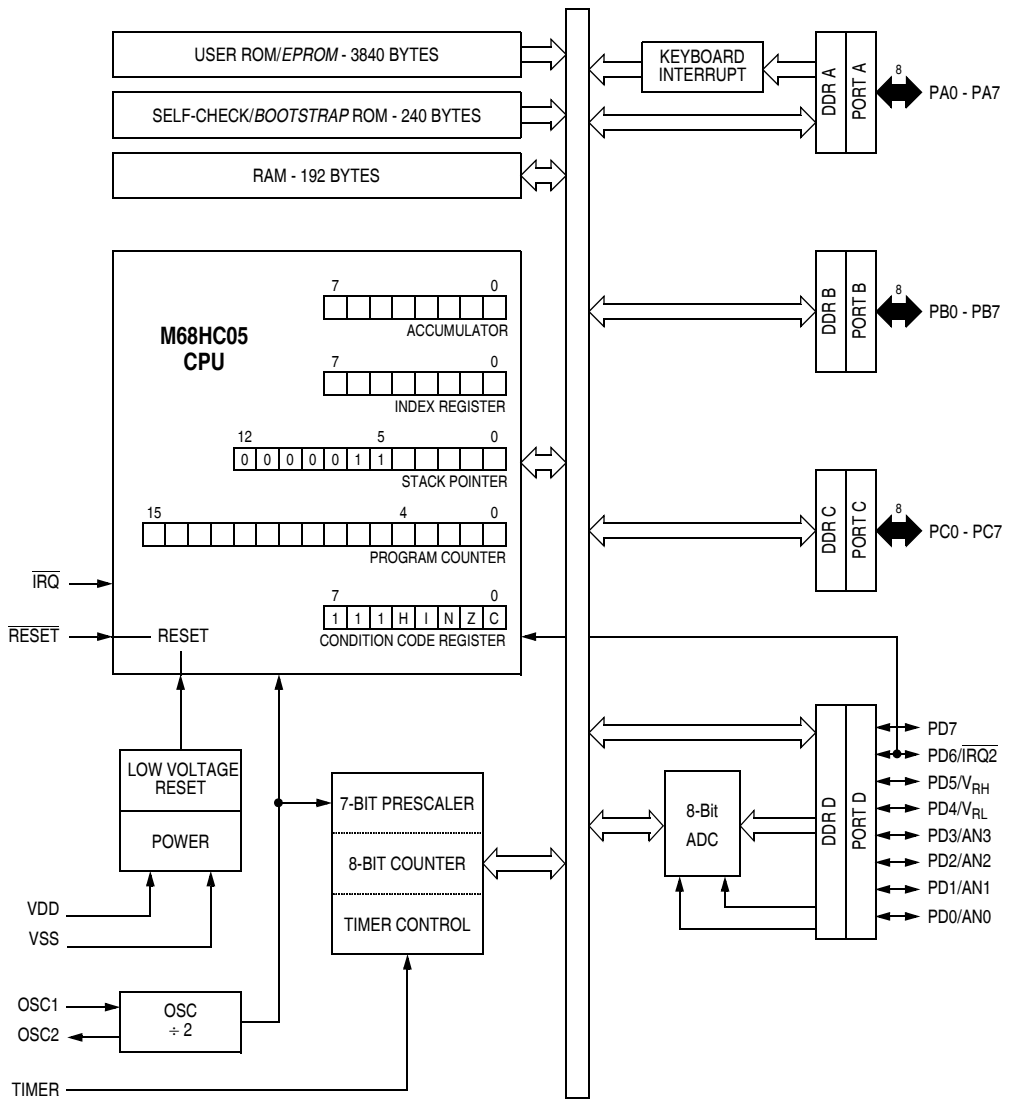 USER ROM/EPROM - 3840 BYTES
SELF-CHECK/BOOTSTRAP ROM - 240 BYTES
RAM - 192 BYTES
KEYBOARD
INTERRUPT
DDR A
PORT A
8
PA0 - PA7
M68HC05
CPU
7 0
ACCUMULATOR
7 0
INDEX REGISTER
12 5 0
0 0 0 0 0 1 1
STACK POINTER
15 4 0
PROGRAM COUNTER
7 0
1 1 1 H I N Z C
CONDITION CODE REGISTER
IRQ
RESET
RESET
DDR B
PORT B
8
PB0 - PB7
DDR C
PORT C
8
PC0 - PC7
LOW VOLTAGE
RESET
POWER
VDD
VSS
7-BIT PRESCALER
8-BIT COUNTER
TIMER CONTROL
OSC1
OSC2
OSC
÷ 2
TIMER
8-Bit
ADC
DDR D
PORT D
PD7
PD6/IRQ2
PD5/VRH
PD4/VRL
PD3/AN3
PD2/AN2
PD1/AN1
PD0/AN0